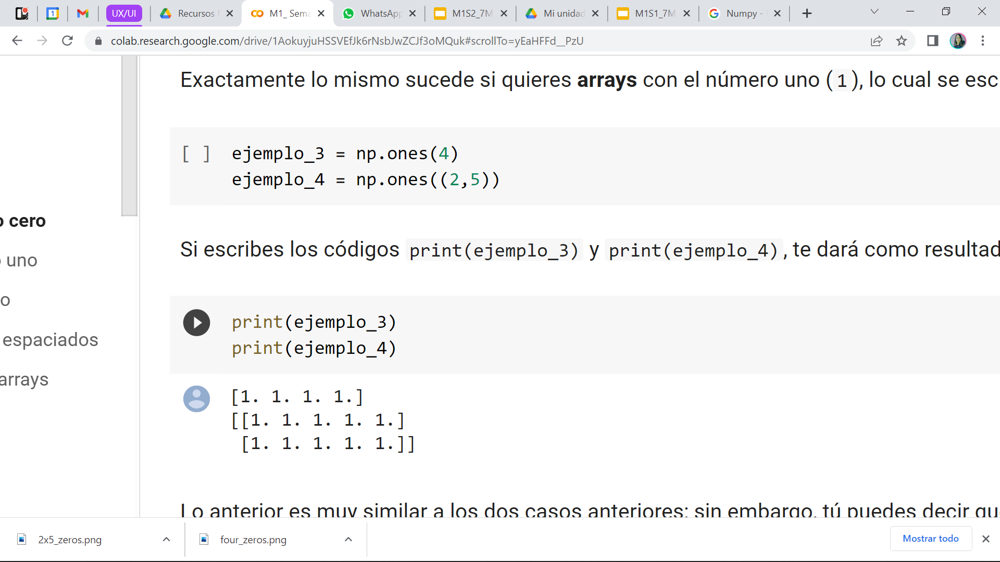 1
UX/UI
Recursos
M1_ Sema
WhatsApp
M1S2_7M
Mi unidad
M1S1_7M
Numpy -
colab.research.google.com/drive/1AokuyjuHSSVEfJk6rNsbJwZCJf3oMQuk#scrollTo=yEaHFFd__PzU
Exactamente lo mismo sucede si quieres arrays con el número uno (1), lo cual se esc
[ ] ejemplo_3 = np.ones(4)
ejemplo_4 = np.ones((2,5))
o cero
Si escribes los códigos print(ejemplo_3) y print(ejemplo_4), te dará como resultad
o uno
o
print(ejemplo_3)
espaciados
print(ejemplo_4)
arrays
[1. 1. 1. 1.]
[[1. 1. 1. 1. 1.]
[1. 1. 1. 1. 1.]]
Lo anterior es muy similar a los dos casos anteriores; sin embargo, tú puedes decir qu
2x5_zeros.png
four_zeros.png
Mostrar todo